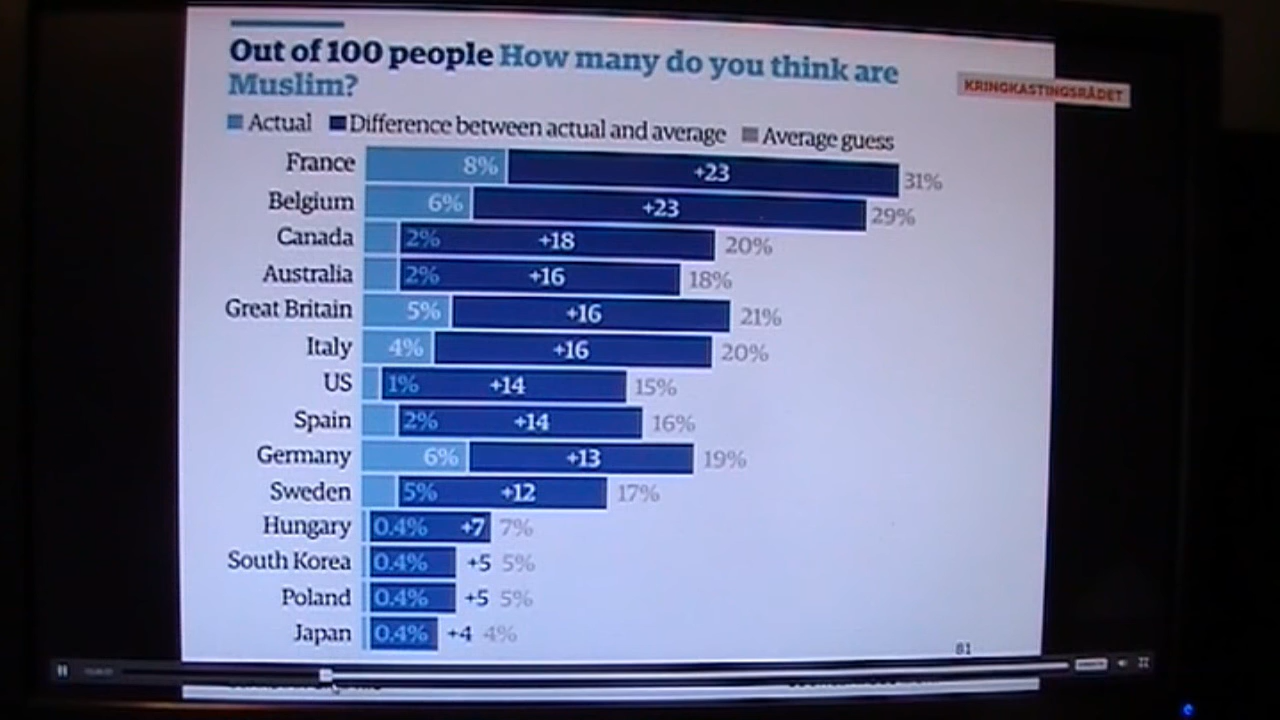 Out of 100 people How many do you think are
Muslim?
KRINGKASTINGSRÅDET
Actual Difference between actual and average Average guess
France 8% +23 31%
Belgium 6% +23 29%
Canada 2% +18 20%
Australia 2% +16 18%
Great Britain 5% +16 21%
Italy 4% +16 20%
US 1% +14 15%
Spain 2% +14 16%
Germany 6% +13 19%
Sweden 5% +12 17%
Hungary 0.4% +7 7%
South Korea 0.4% +5 5%
Poland 0.4% +5 5%
Japan 0.4% +4 4%
81